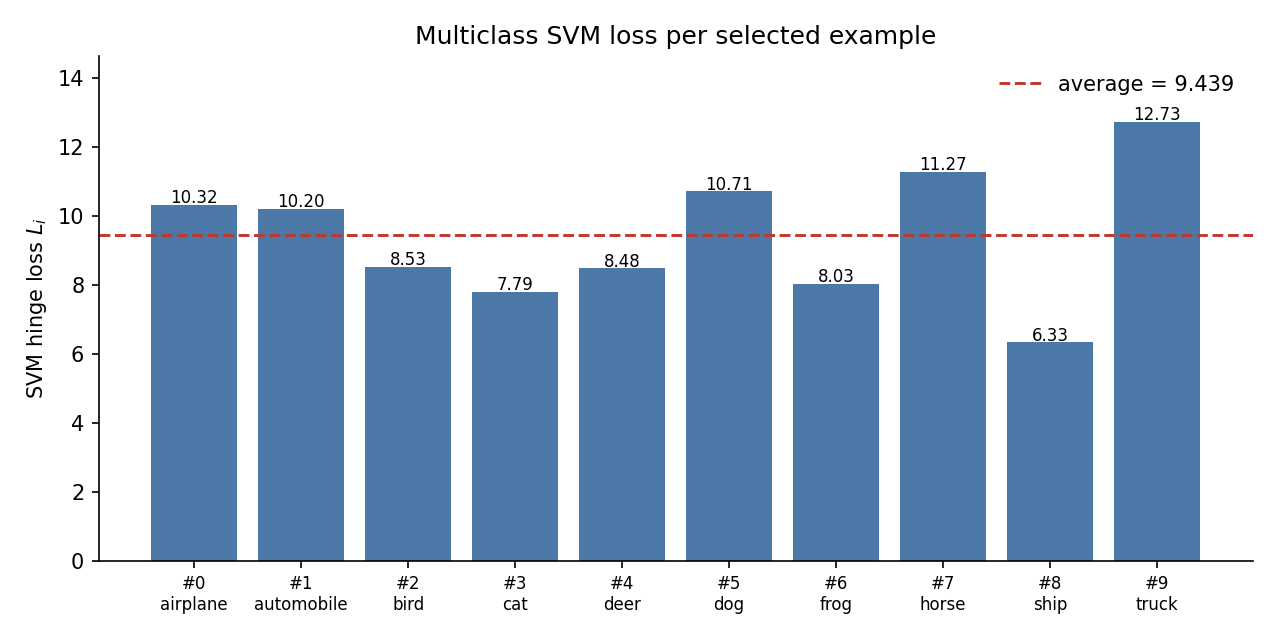 Multiclass SVM loss per selected example
average = 9.439
SVM hinge loss L_i
14
12
10
8
6
4
2
0
10.32
10.20
8.53
7.79
8.48
10.71
8.03
11.27
6.33
12.73
#0
airplane
#1
automobile
#2
bird
#3
cat
#4
deer
#5
dog
#6
frog
#7
horse
#8
ship
#9
truck